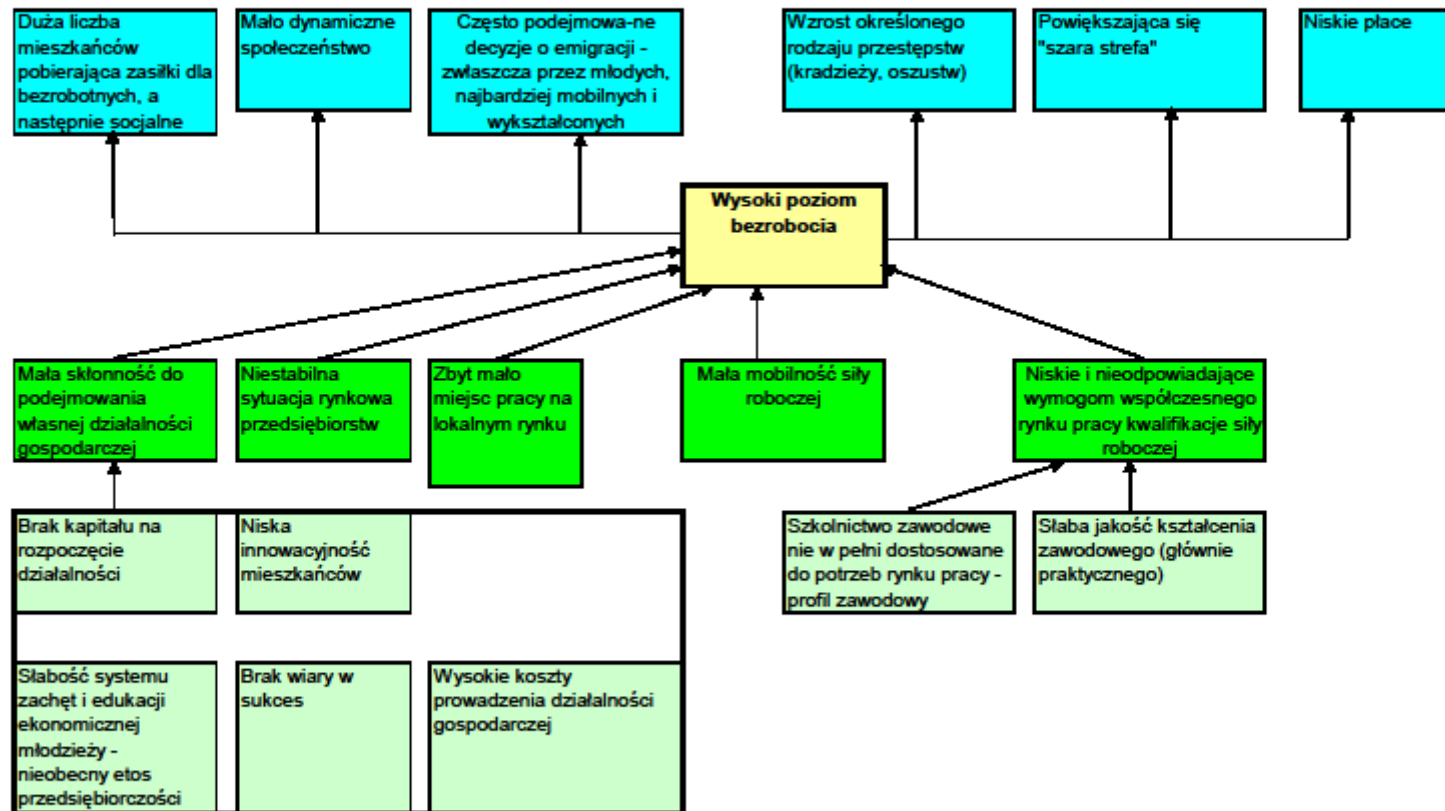 Duża liczba
mieszkańców
pobierająca zasiłki dla
bezrobotnych, a
następnie socjalne
Mało dynamiczne
społeczeństwo
Często podejmowa-ne
decyzje o emigracji -
zwłaszcza przez młodych,
najbardziej mobilnych i
wykształconych
Wzrost określonego
rodzaju przestępstw
(kradzieży, oszustw)
Powiększająca się
"szara strefa"
Niskie płace
Wysoki poziom
bezrobocia
Mała skłonność do
podejmowania
własnej działalności
gospodarczej
Niestabilna
sytuacja rynkowa
przedsiębiorstw
Zbyt mało
miejsc pracy na
lokalnym rynku
Mała mobilność siły
roboczej
Niskie i nieodpowiadające
wymogom współczesnego
rynku pracy kwalifikacje siły
roboczej
Brak kapitału na
rozpoczęcie
działalności
Niska
innowacyjność
mieszkańców
Szkolnictwo zawodowe
nie w pełni dostosowane
do potrzeb rynku pracy -
profil zawodowy
Słaba jakość kształcenia
zawodowego (głównie
praktycznego)
Słabość systemu
zachęt i edukacji
ekonomicznej
młodzieży -
nieobecny etos
przedsiębiorczości
Brak wiary w
sukces
Wysokie koszty
prowadzenia działalności
gospodarczej